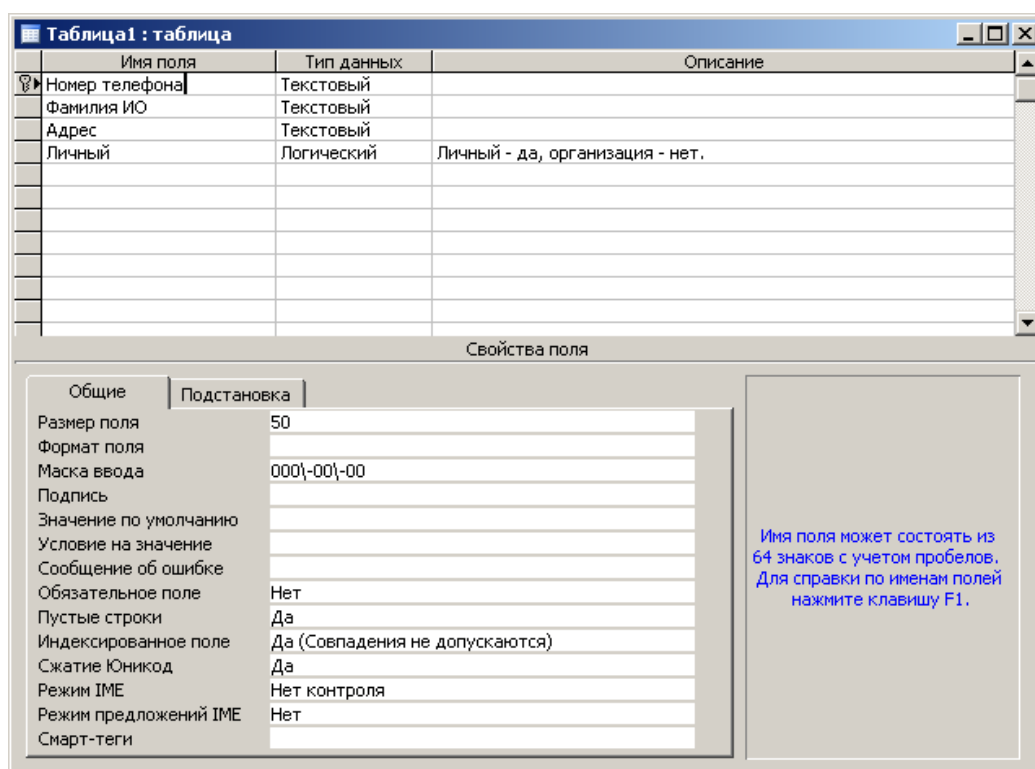 Таблица1 : таблица
Имя поля Тип данных Описание
Номер телефона Текстовый
Фамилия ИО Текстовый
Адрес Текстовый
Личный Логический Личный - да, организация - нет.
Свойства поля
Общие Подстановка
Размер поля 50
Формат поля
Маска ввода 000\-00\-00
Подпись
Значение по умолчанию
Условие на значение
Сообщение об ошибке
Обязательное поле Нет
Пустые строки Да
Индексированное поле Да (Совпадения не допускаются)
Сжатие Юникод Да
Режим IME Нет контроля
Режим предложений IME Нет
Смарт-теги
Имя поля может состоять из
64 знаков с учетом пробелов.
Для справки по именам полей
нажмите клавишу F1.